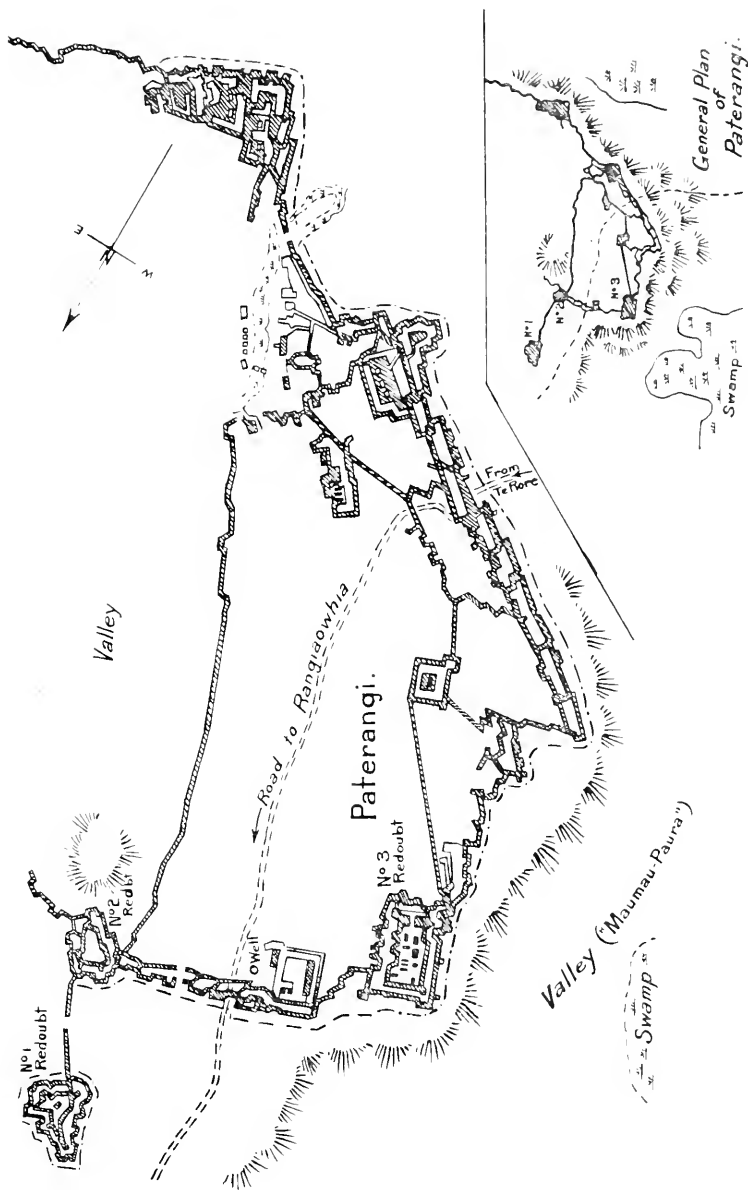 Nº 1
Redoubt
Nº 2
Redbt
Valley
Road to Rangiaowhia
Paterangi.
Nº 3
Redoubt
O Well
From
Te Rore
Valley ("Maumau-Paura")
Swamp
E
N
W
General Plan
of
Paterangi.
Nº 1
Nº 2
Nº 3
Swamp